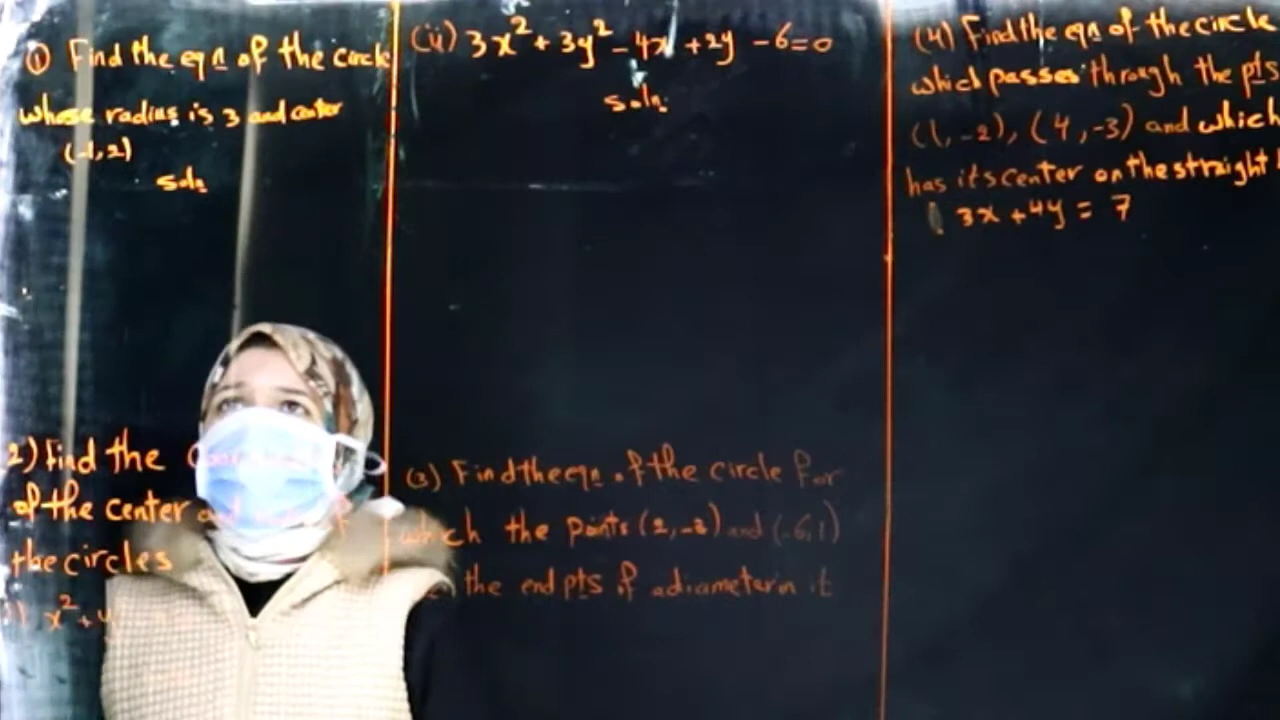 ① Find the eqn of the circle
whose radius is 3 and center
(-1,2)
soln
2) Find the
of the center
the circles
x² +
(ii) 3x² + 3y² - 4x + 2y - 6 = 0
soln.
(3) Find the eqn of the circle for
which the points (2,-3) and (-6,1)
the end pts of a diameter in it
(4) Find the eqn of the circle
which passes through the pts
(1,-2), (4,-3) and which
has its center on the straight
3x + 4y = 7